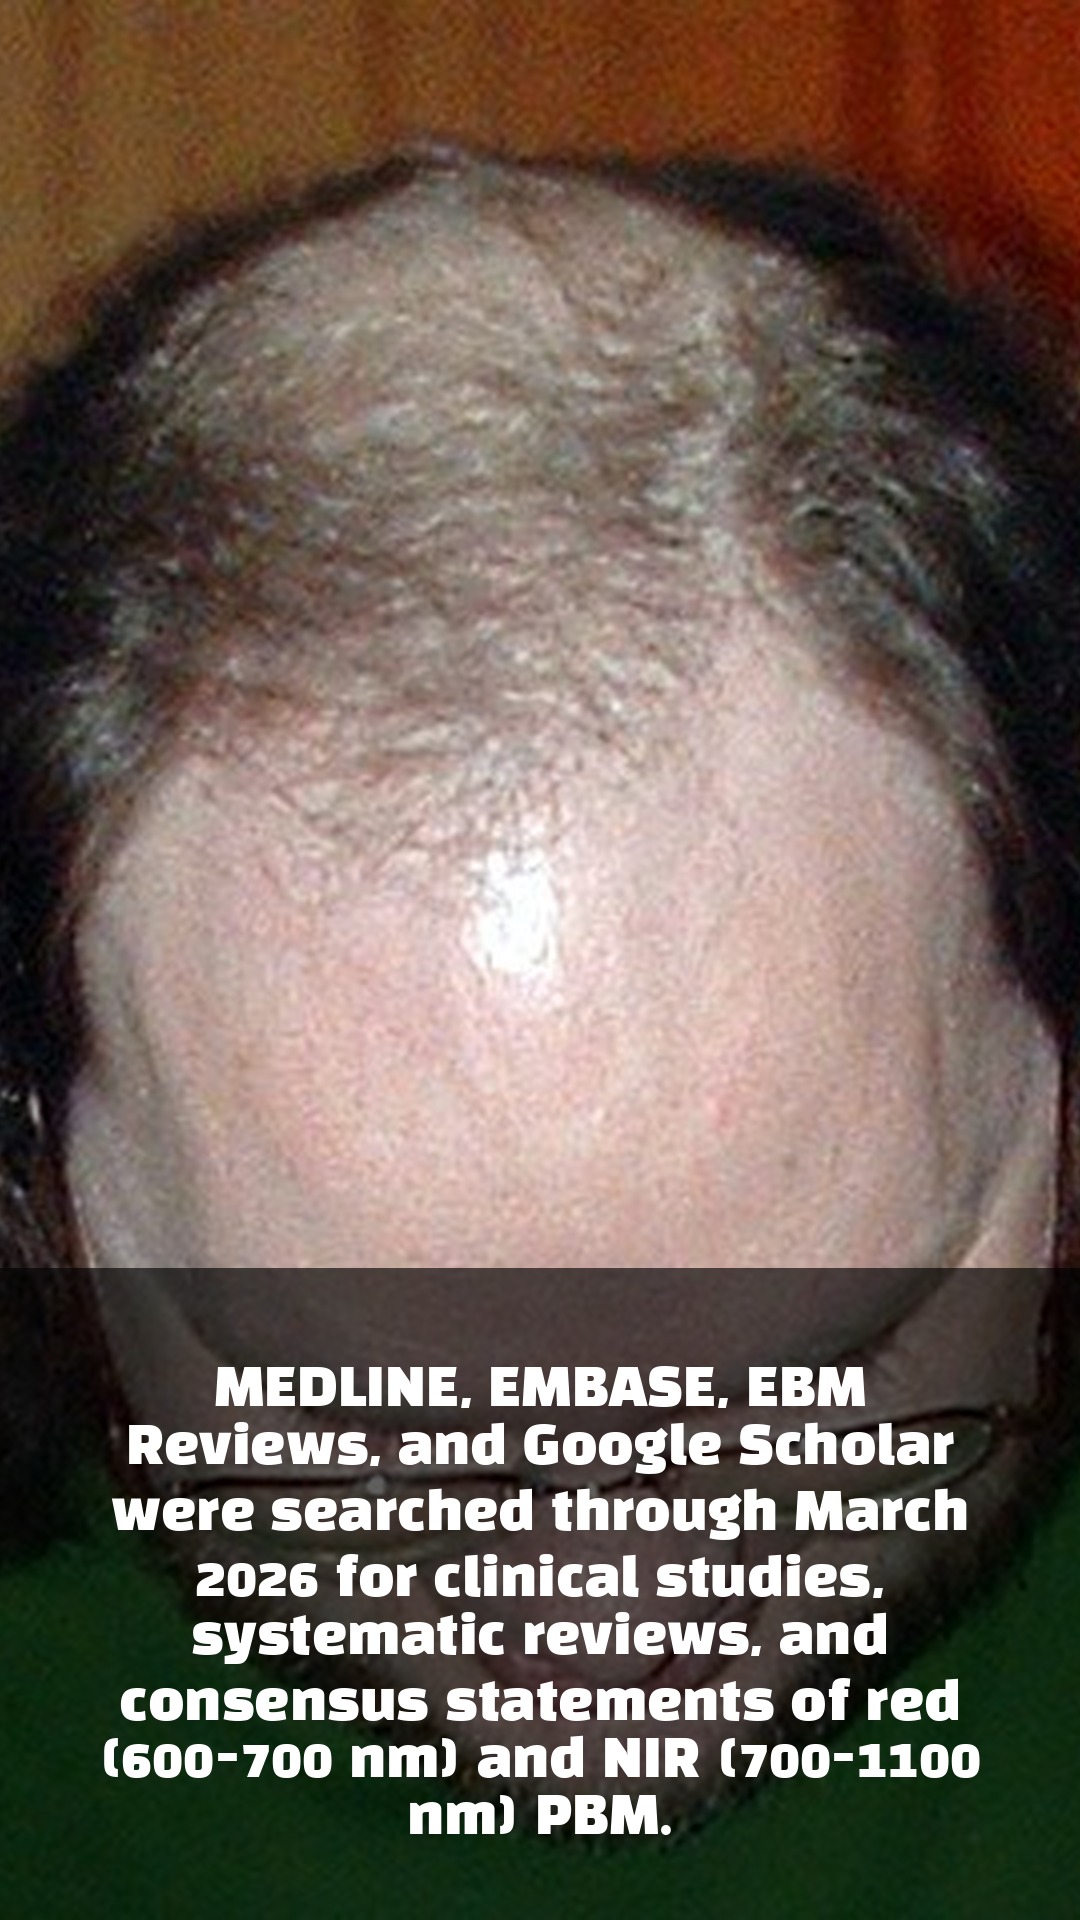 MEDLINE, EMBASE, EBM
Reviews, and Google Scholar
were searched through March
2026 for clinical studies,
systematic reviews, and
consensus statements of red
(600-700 nm) and NIR (700-1100
nm) PBM.